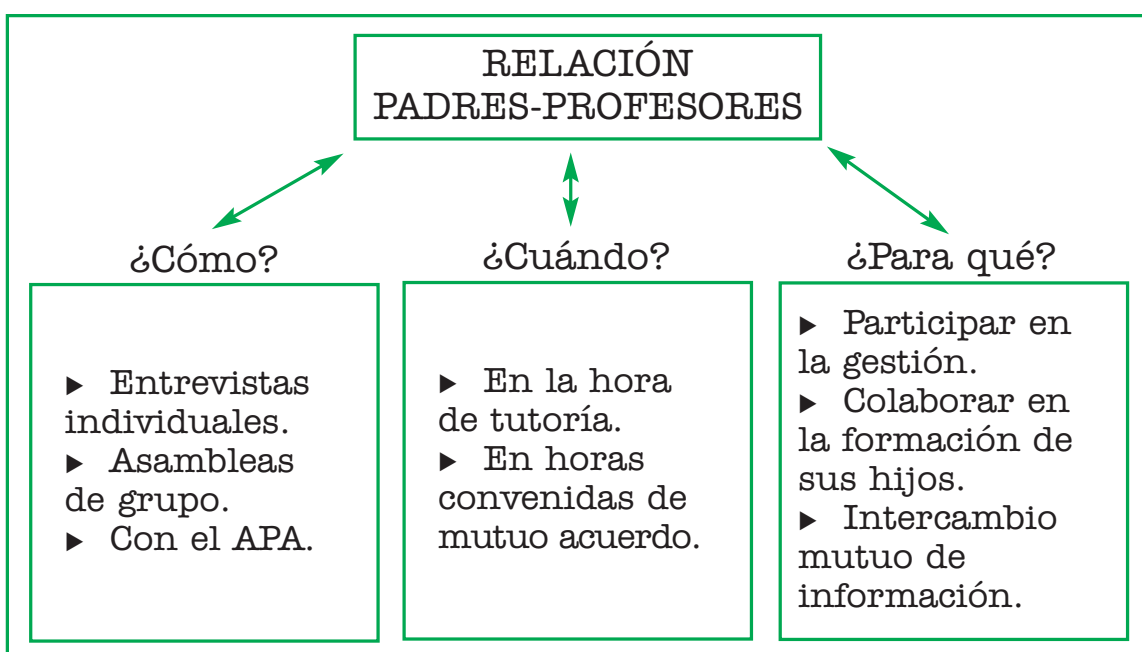 RELACIÓN
PADRES-PROFESORES
¿Cómo?
▶ Entrevistas
individuales.
▶ Asambleas
de grupo.
▶ Con el APA.
¿Cuándo?
▶ En la hora
de tutoría.
▶ En horas
convenidas de
mutuo acuerdo.
¿Para qué?
▶ Participar en
la gestión.
▶ Colaborar en
la formación de
sus hijos.
▶ Intercambio
mutuo de
información.